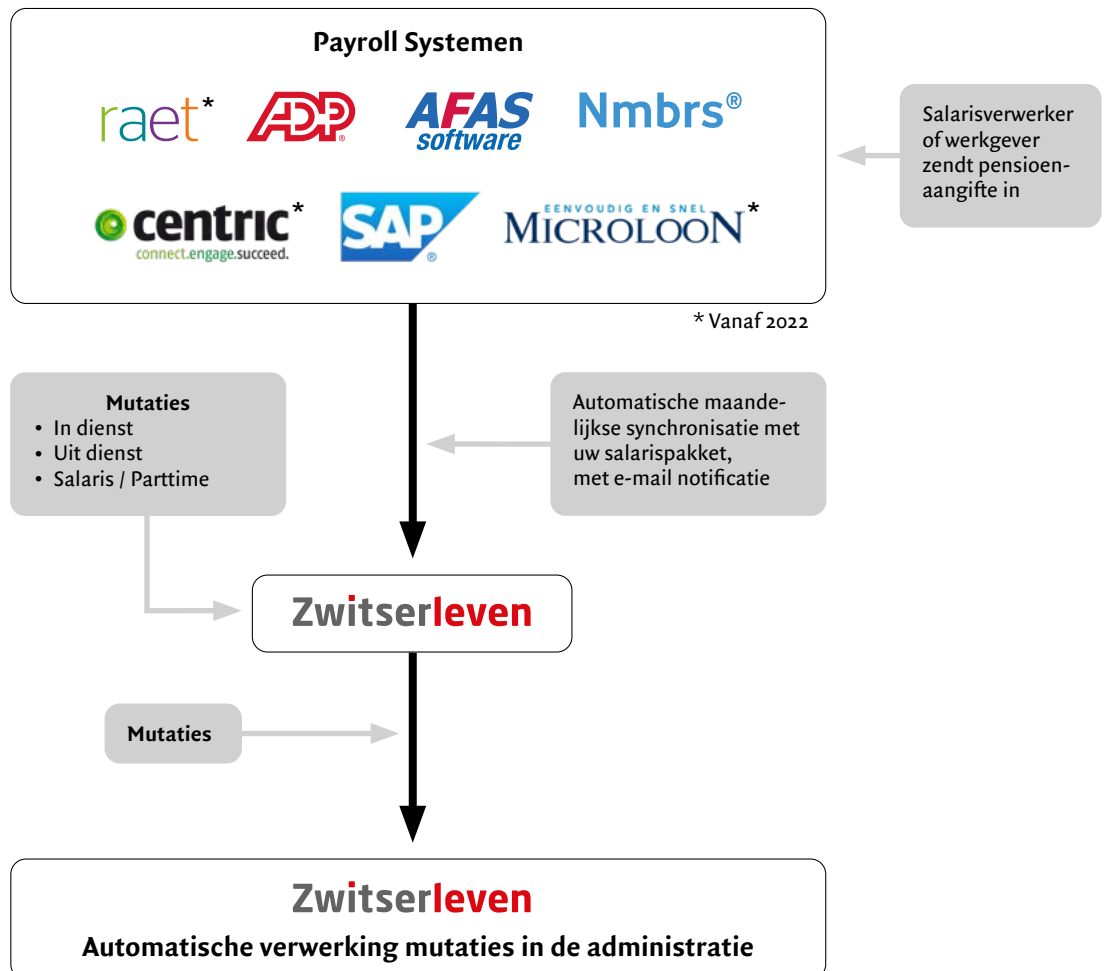 Payroll Systemen
raet*
ADP®
AFAS
software
Nmbrs®
centric*
connect.engage.succeed.
SAP®
EENVOUDIG EN SNEL
MICROLOON*
Salarisverwerker
of werkgever
zendt pensioen-
aangifte in
* Vanaf 2022
Mutaties
• In dienst
• Uit dienst
• Salaris / Parttime
Automatische maande-
lijkse synchronisatie met
uw salarispakket,
met e-mail notificatie
Zwitserleven
Mutaties
Zwitserleven
Automatische verwerking mutaties in de administratie